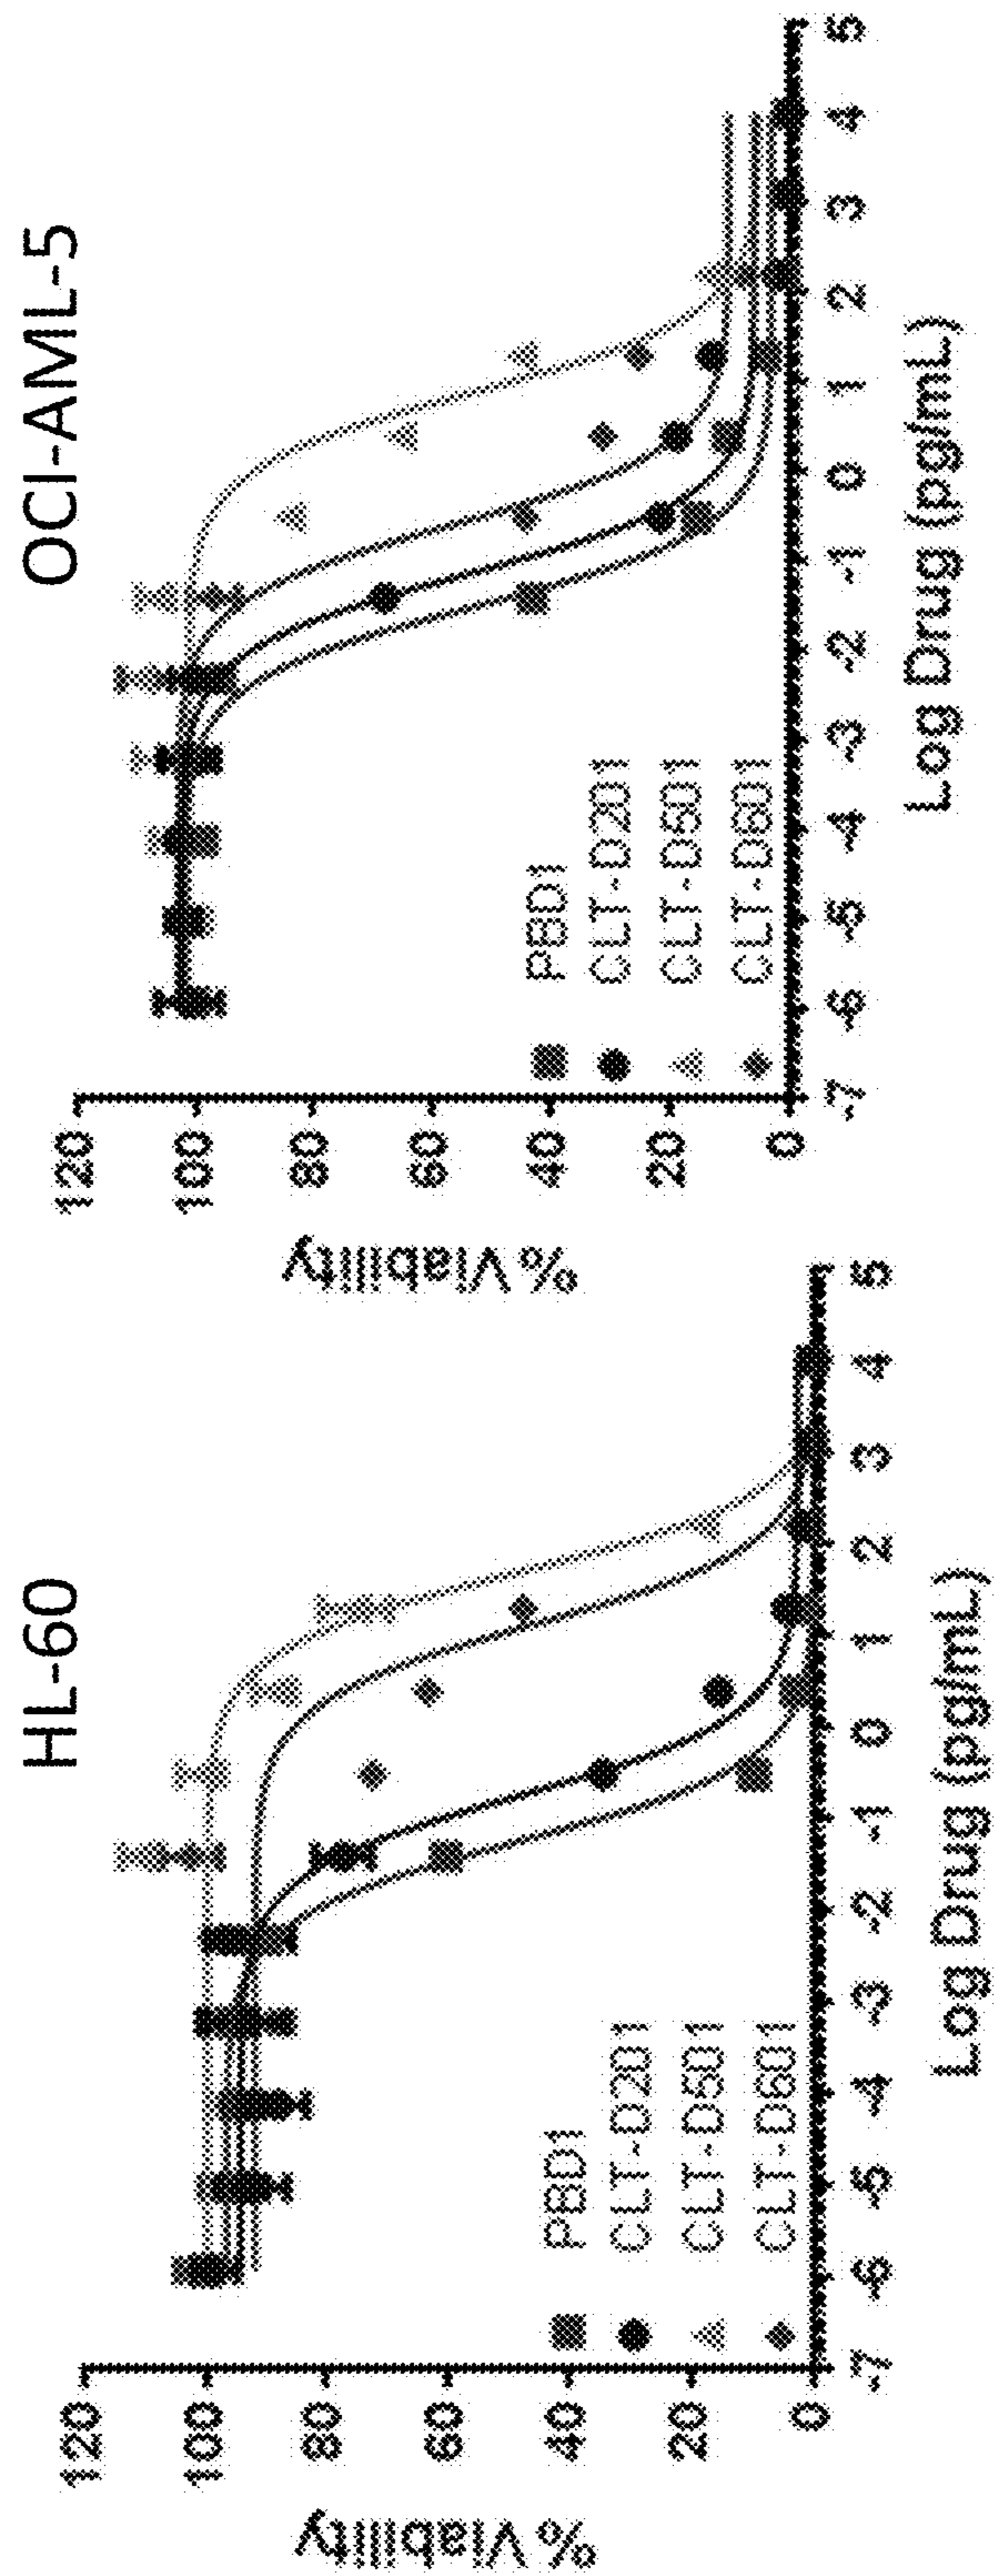 HL-60
% Viability
120
100
80
60
40
20
0
PBD1
CLT-D201
CLT-D501
CLT-D601
-7
-6
-5
-4
-3
-2
-1
0
1
2
3
4
5
Log Drug (pg/mL)
OCI-AML-5
% Viability
120
100
80
60
40
20
0
PBD1
CLT-D201
CLT-D501
CLT-D601
-7
-6
-5
-4
-3
-2
-1
0
1
2
3
4
5
Log Drug (pg/mL)